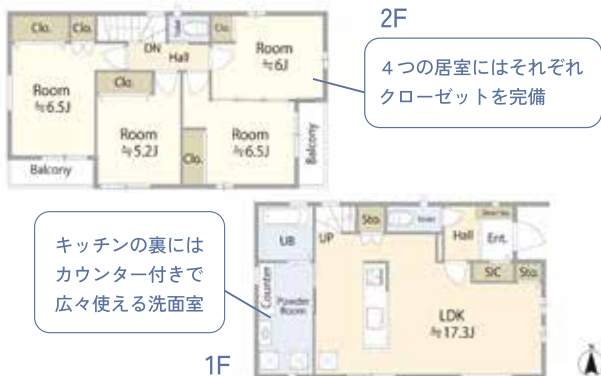 2F
Clo.
Clo.
DN
Hall
Clo.
Room
≒6J
4つの居室にはそれぞれ
クローゼットを完備
Room
≒6.5J
Clo.
Room
≒5.2J
Clo.
Room
≒6.5J
Balcony
Balcony
キッチンの裏には
カウンター付きで
広々使える洗面室
UB
UP
Sto.
Hall
Ent.
SIC
Sto.
Counter
Powder
Room
LDK
≒17.3J
1F